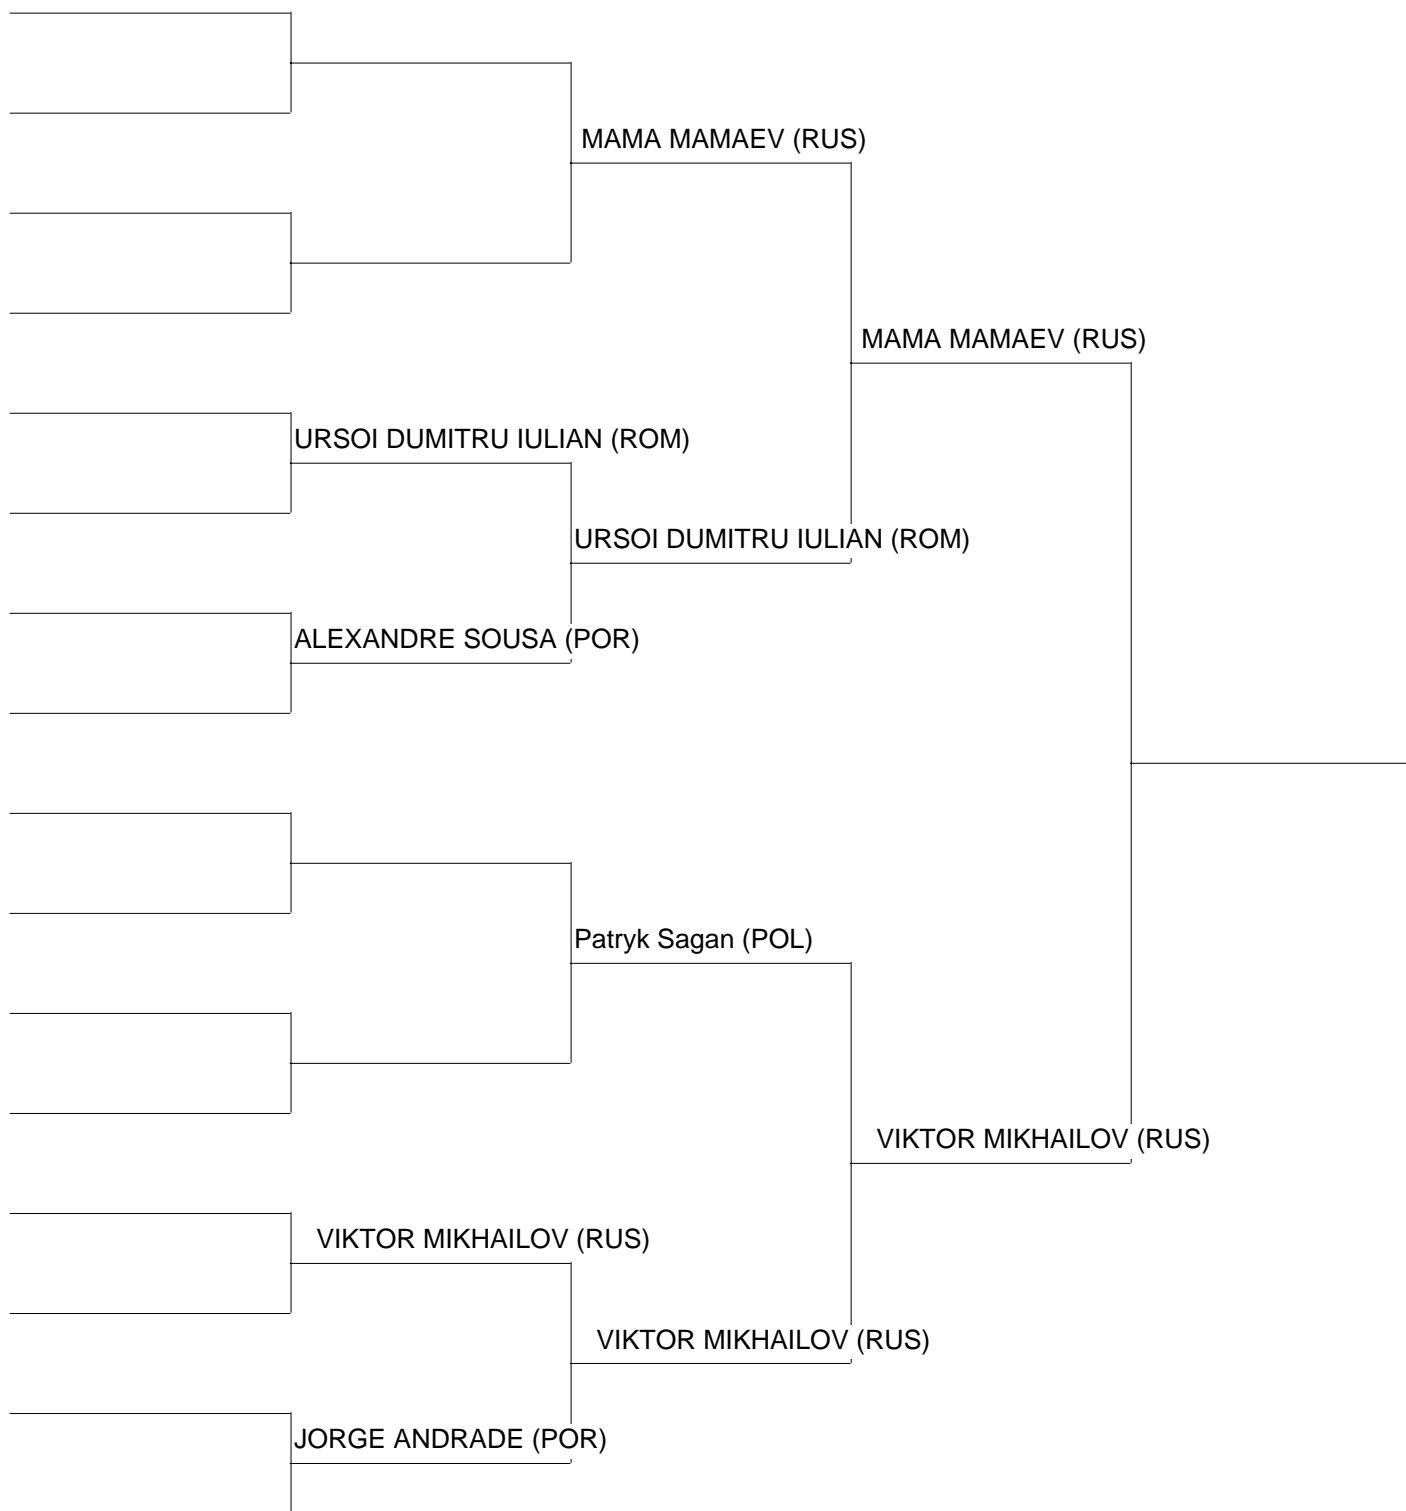 MAMA MAMAEV (RUS)
MAMA MAMAEV (RUS)
URSOI DUMITRU IULIAN (ROM)
URSOI DUMITRU IULIAN (ROM)
ALEXANDRE SOUSA (POR)
Patryk Sagan (POL)
VIKTOR MIKHAILOV (RUS)
VIKTOR MIKHAILOV (RUS)
VIKTOR MIKHAILOV (RUS)
JORGE ANDRADE (POR)